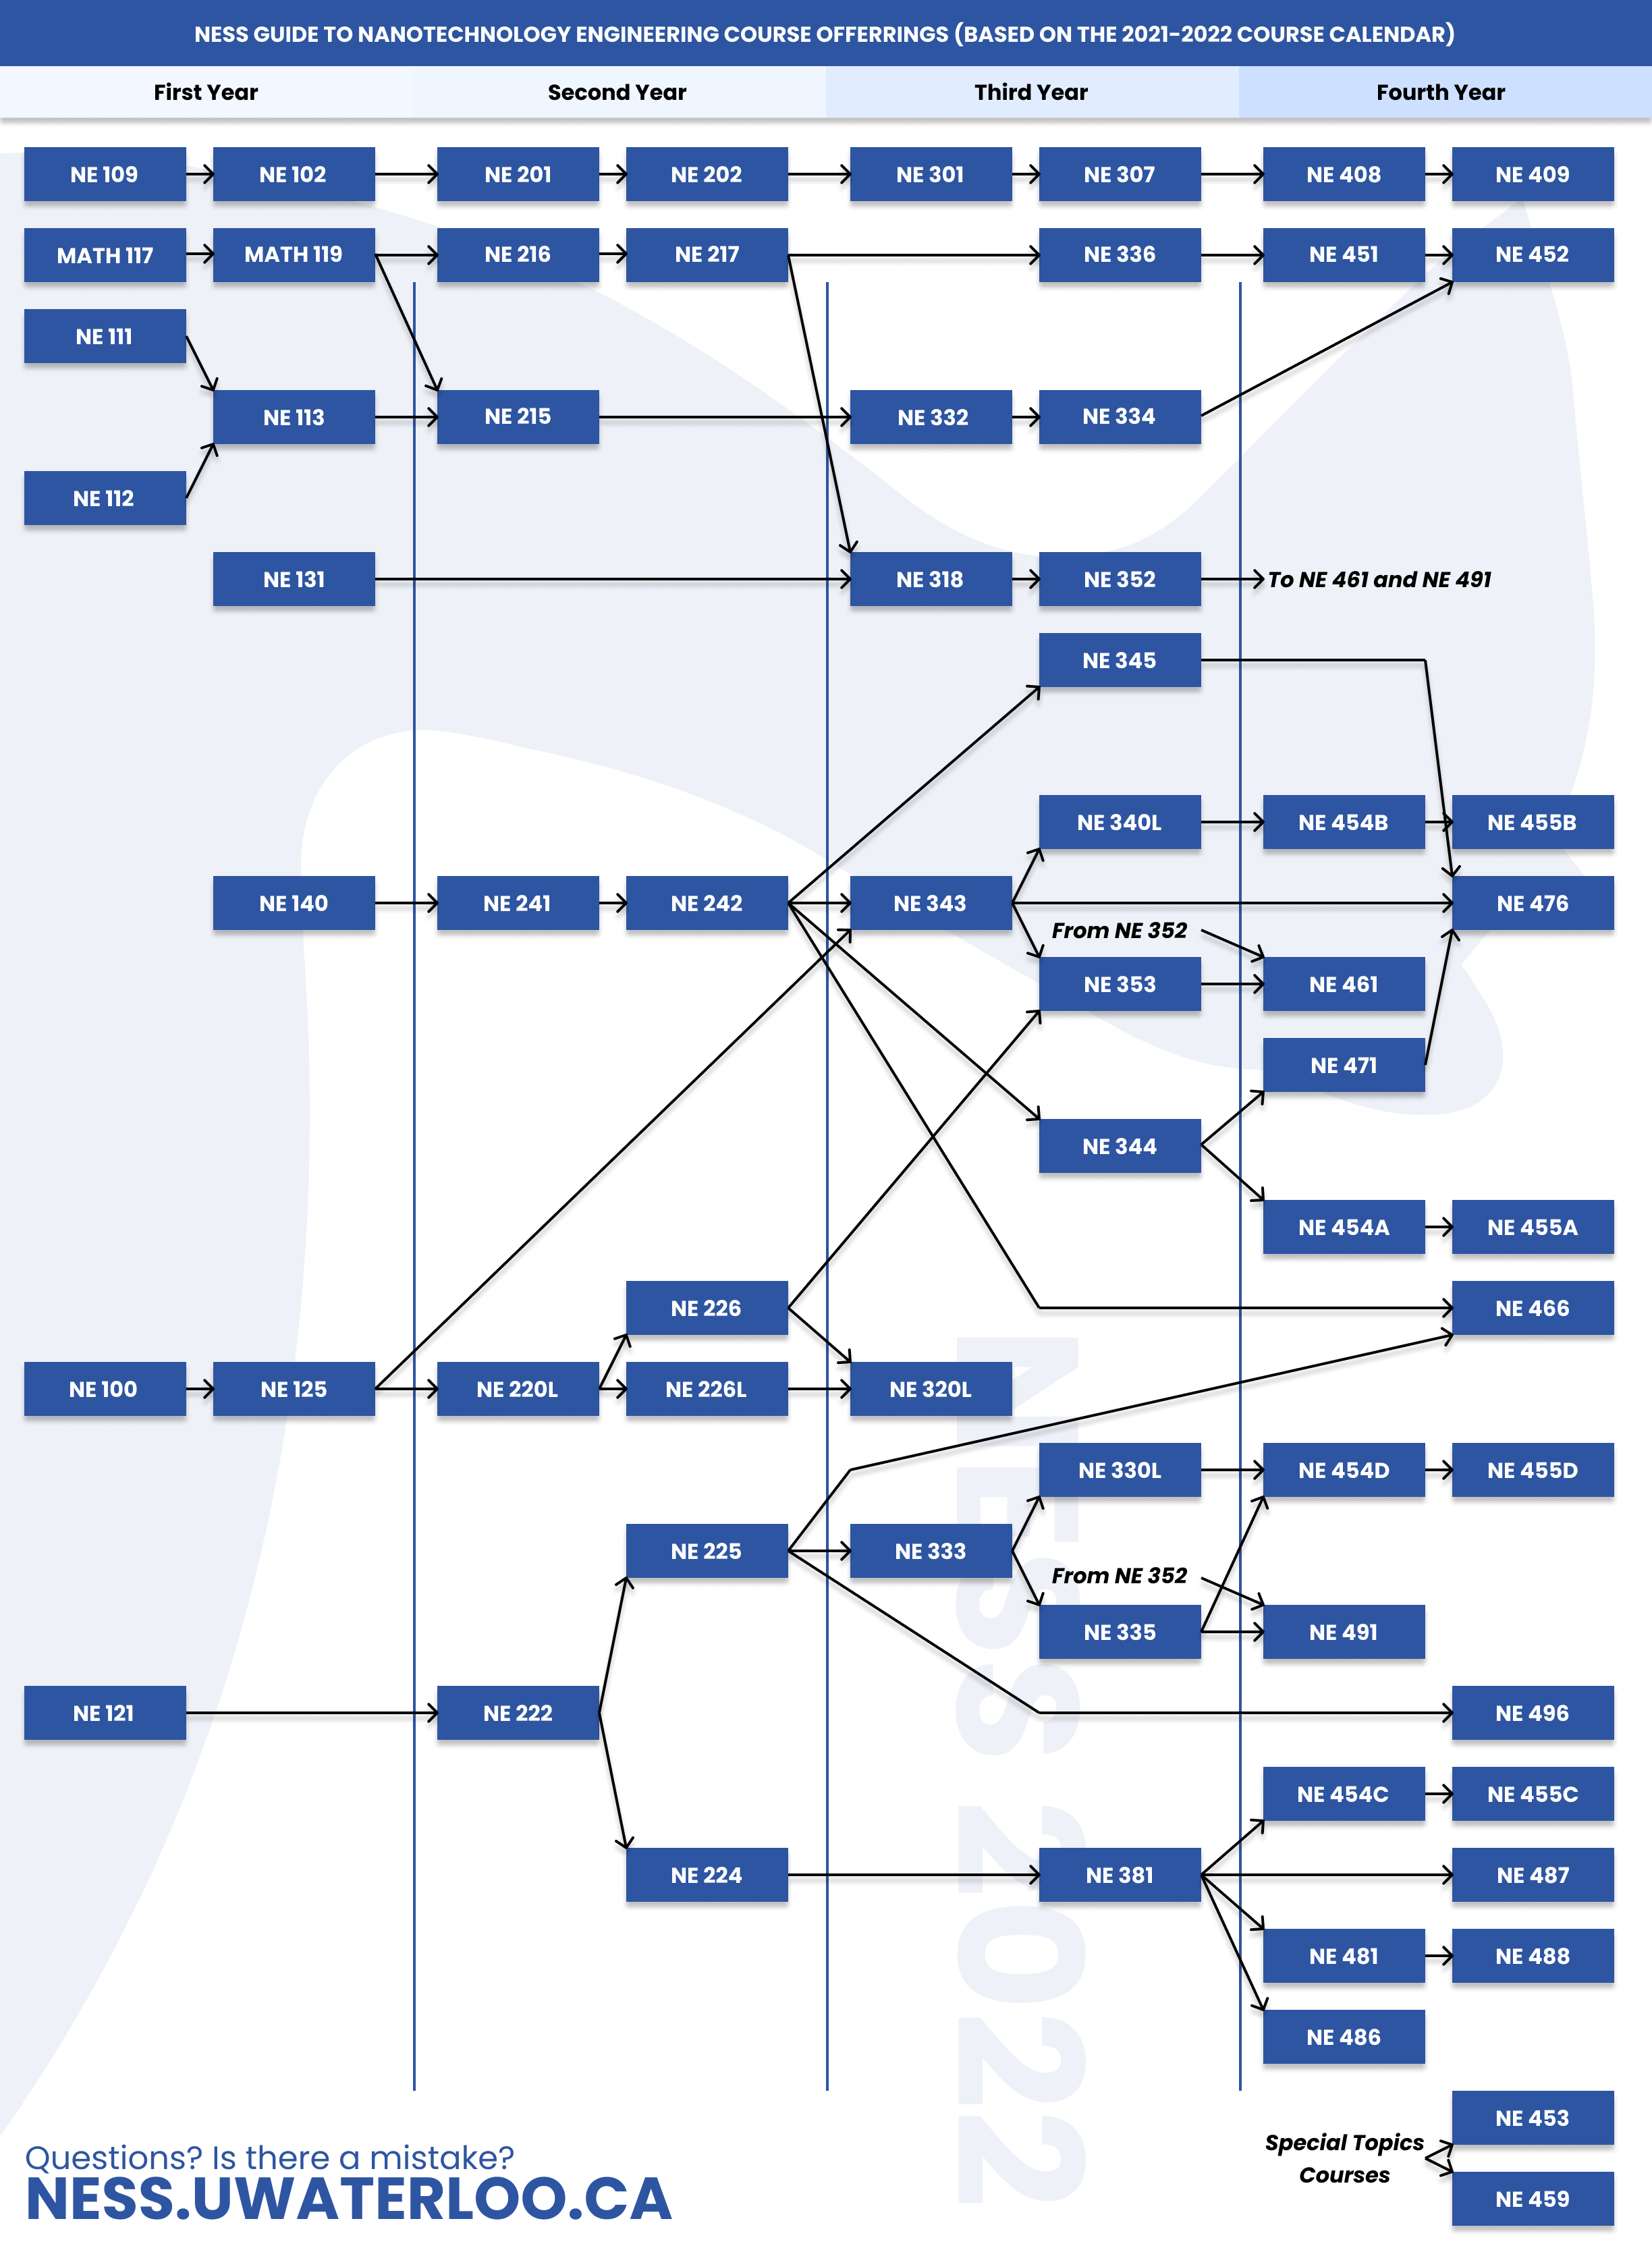 NESS GUIDE TO NANOTECHNOLOGY ENGINEERING COURSE OFFERRINGS (BASED ON THE 2021-2022 COURSE CALENDAR)
First Year Second Year Third Year Fourth Year
NE 109 NE 102 NE 201 NE 202 NE 301 NE 307 NE 408 NE 409
MATH 117 MATH 119 NE 216 NE 217 NE 336 NE 451 NE 452
NE 111
NE 113 NE 215 NE 332 NE 334
NE 112
NE 131 NE 318 NE 352 To NE 461 and NE 491
NE 345
NE 340L NE 454B NE 455B
NE 140 NE 241 NE 242 NE 343 NE 476
From NE 352
NE 353 NE 461
NE 471
NE 344
NE 454A NE 455A
NE 226 NE 466
NE 100 NE 125 NE 220L NE 226L NE 320L
NE 330L NE 454D NE 455D
NE 225 NE 333
From NE 352
NE 335 NE 491
NE 121 NE 222 NE 496
NE 454C NE 455C
NE 224 NE 381 NE 487
NE 481 NE 488
NE 486
NESS 2022
NE 453
Special Topics
Courses
NE 459
Questions? Is there a mistake?
NESS.UWATERLOO.CA